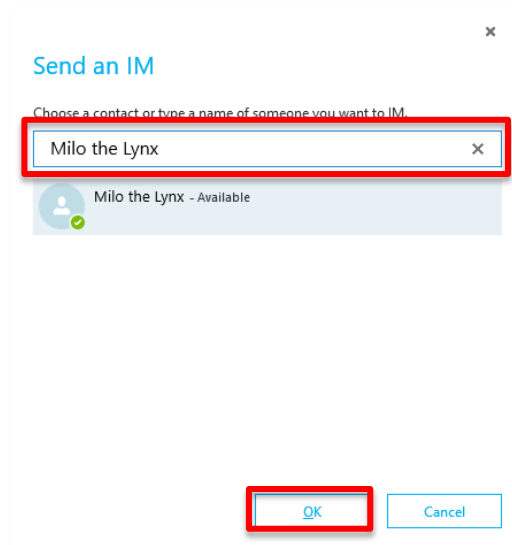 Send an IM
Choose a contact or type a name of someone you want to IM.
Milo the Lynx
Milo the Lynx - Available
OK
Cancel